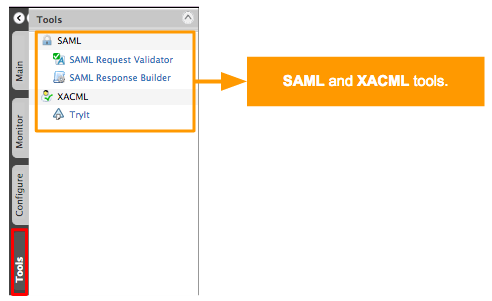 Tools
SAML
SAML Request Validator
SAML Response Builder
XACML
TryIt
Main
Monitor
Configure
Tools
SAML and XACML tools.